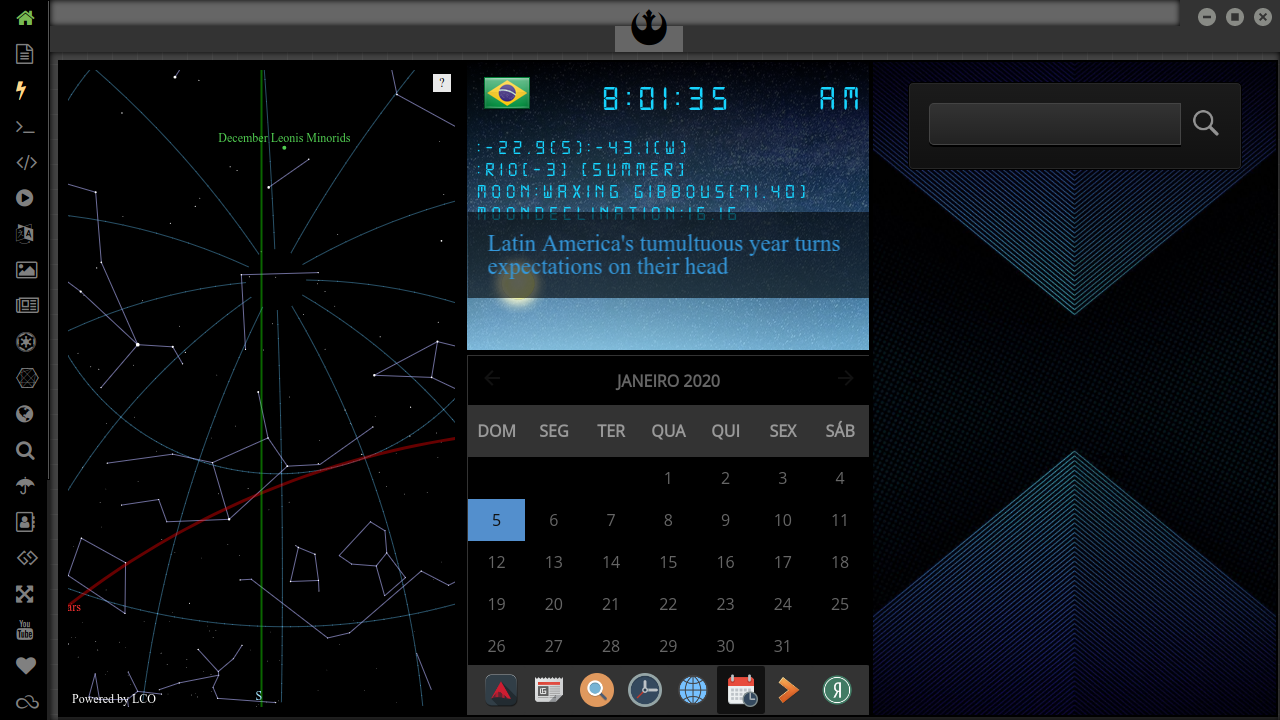 ?
December Leonis Minorids
ars
Powered by LCO
S
8:01:35 AM
:-22.9(S):-43.1(W)
:RIO(-3) (SUMMER)
MOON:WAXING GIBBOUS(71.40)
MOONDECLINATION:16.16
Latin America's tumultuous year turns
expectations on their head
JANEIRO 2020
DOM SEG TER QUA QUI SEX SÁB
1 2 3 4
5 6 7 8 9 10 11
12 13 14 15 16 17 18
19 20 21 22 23 24 25
26 27 28 29 30 31
Я
You
Tube